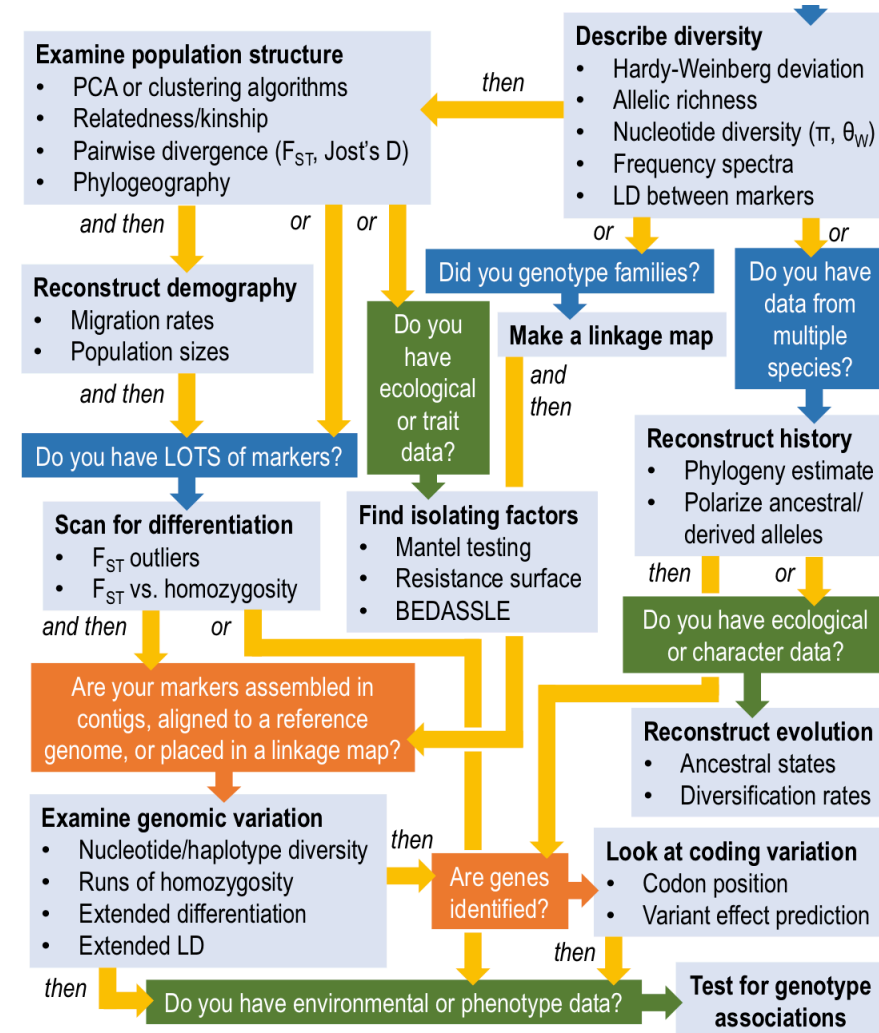 Examine population structure
• PCA or clustering algorithms
• Relatedness/kinship
• Pairwise divergence (FST, Jost's D)
• Phylogeography
then
Describe diversity
• Hardy-Weinberg deviation
• Allelic richness
• Nucleotide diversity (π, θW)
• Frequency spectra
• LD between markers
and then
or
or
or
or
Reconstruct demography
• Migration rates
• Population sizes
Did you genotype families?
Do you have
data from
multiple
species?
Make a linkage map
Do you
have
ecological
or trait
data?
and then
and
then
Do you have LOTS of markers?
Reconstruct history
• Phylogeny estimate
• Polarize ancestral/
derived alleles
Scan for differentiation
• FST outliers
• FST vs. homozygosity
Find isolating factors
• Mantel testing
• Resistance surface
• BEDASSLE
then
or
and then
or
Do you have ecological
or character data?
Are your markers assembled in
contigs, aligned to a reference
genome, or placed in a linkage map?
Reconstruct evolution
• Ancestral states
• Diversification rates
Examine genomic variation
• Nucleotide/haplotype diversity
• Runs of homozygosity
• Extended differentiation
• Extended LD
then
Are genes
identified?
Look at coding variation
• Codon position
• Variant effect prediction
then
then
Do you have environmental or phenotype data?
Test for genotype
associations